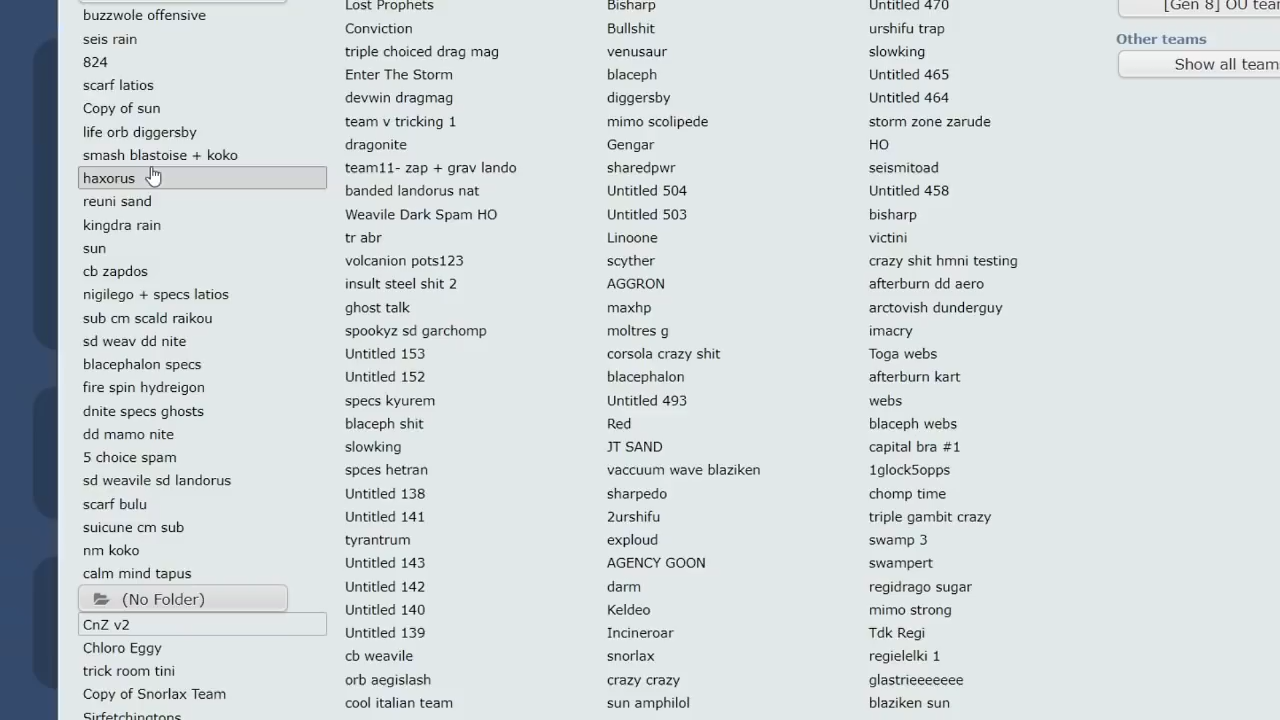 buzzwole offensive
seis rain
824
scarf latios
Copy of sun
life orb diggersby
smash blastoise + koko
haxorus
reuni sand
kingdra rain
sun
cb zapdos
nigilego + specs latios
sub cm scald raikou
sd weav dd nite
blacephalon specs
fire spin hydreigon
dnite specs ghosts
dd mamo nite
5 choice spam
sd weavile sd landorus
scarf bulu
suicune cm sub
nm koko
calm mind tapus
(No Folder)
CnZ v2
Chloro Eggy
trick room tini
Copy of Snorlax Team
Sirfetchingtons
Lost Prophets
Conviction
triple choiced drag mag
Enter The Storm
devwin dragmag
team v tricking 1
dragonite
team11- zap + grav lando
banded landorus nat
Weavile Dark Spam HO
tr abr
volcanion pots123
insult steel shit 2
ghost talk
spookyz sd garchomp
Untitled 153
Untitled 152
specs kyurem
blaceph shit
slowking
spces hetran
Untitled 138
Untitled 141
tyrantrum
Untitled 143
Untitled 142
Untitled 140
Untitled 139
cb weavile
orb aegislash
cool italian team
Bisharp
Bullshit
venusaur
blaceph
diggersby
mimo scolipede
Gengar
sharedpwr
Untitled 504
Untitled 503
Linoone
scyther
AGGRON
maxhp
moltres g
corsola crazy shit
blacephalon
Untitled 493
Red
JT SAND
vaccuum wave blaziken
sharpedo
2urshifu
exploud
AGENCY GOON
darm
Keldeo
Incineroar
snorlax
crazy crazy
sun amphilol
Untitled 470
urshifu trap
slowking
Untitled 465
Untitled 464
storm zone zarude
HO
seismitoad
Untitled 458
bisharp
victini
crazy shit hmni testing
afterburn dd aero
arctovish dunderguy
imacry
Toga webs
afterburn kart
webs
blaceph webs
capital bra #1
1glock5opps
chomp time
triple gambit crazy
swamp 3
swampert
regidrago sugar
mimo strong
Tdk Regi
regielelki 1
glastrieeeeeee
blaziken sun
[Gen 8] OU tea
Other teams
Show all team